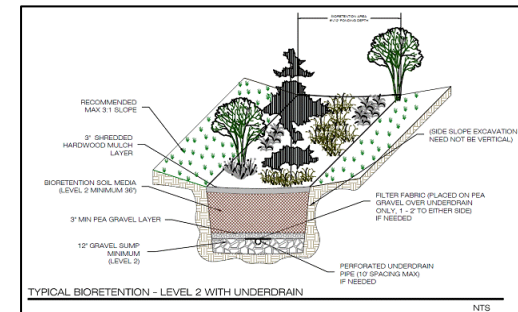 BIORETENTION AREA
RECOMMENDED
MAX 3:1 SLOPE
3" SHREDDED
HARDWOOD MULCH
LAYER
(SIDE SLOPE EXCAVATION
NEED NOT BE VERTICAL)
BIORETENTION SOIL MEDIA
(LEVEL 2 MINIMUM 36")
FILTER FABRIC (PLACED ON PEA
GRAVEL OVER UNDERDRAIN
ONLY, 1 - 2' TO EITHER SIDE)
IF NEEDED
3" MIN PEA GRAVEL LAYER
12" GRAVEL SUMP
MINIMUM
(LEVEL 2)
PERFORATED UNDERDRAIN
PIPE (10' SPACING MAX)
IF NEEDED
TYPICAL BIORETENTION - LEVEL 2 WITH UNDERDRAIN
NTS